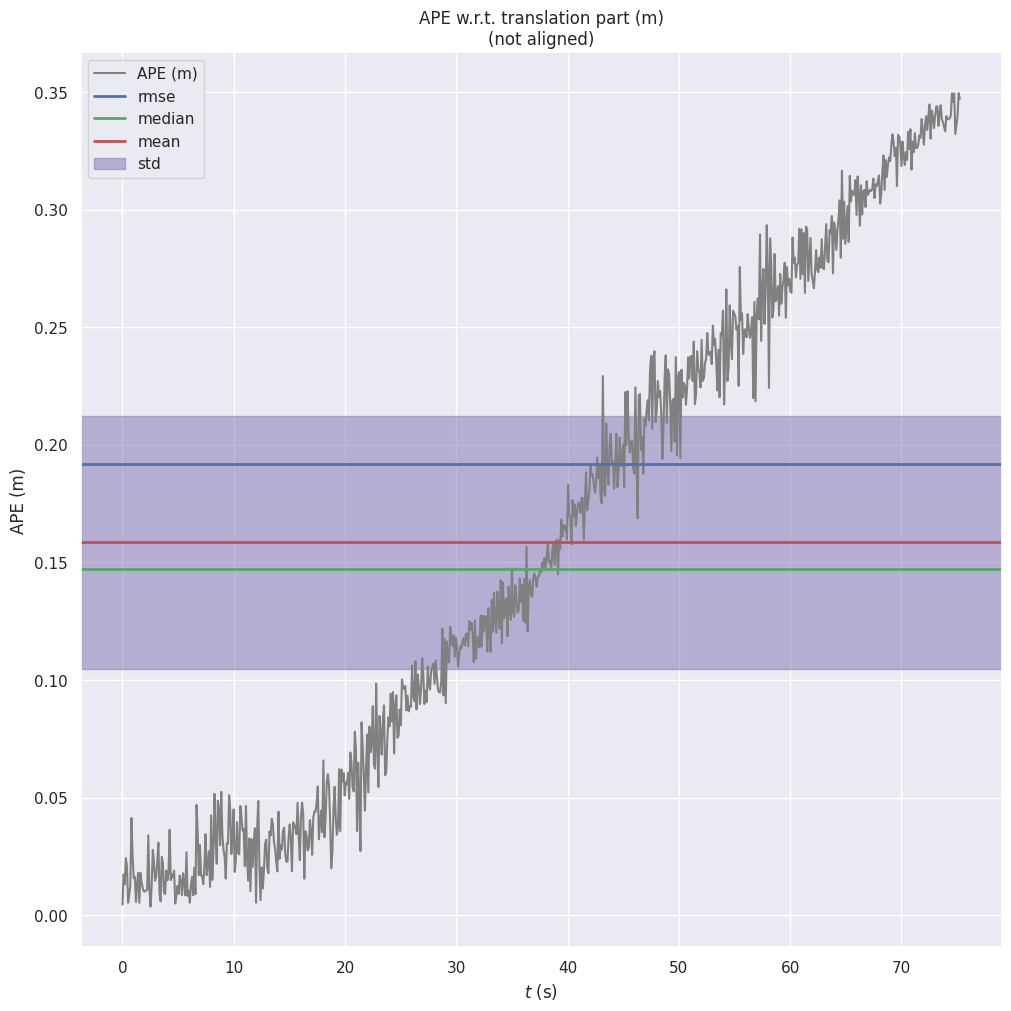 APE w.r.t. translation part (m)
(not aligned)
APE (m)
rmse
median
mean
std
0.35
0.30
0.25
0.20
0.15
0.10
0.05
0.00
APE (m)
0 10 20 30 40 50 60 70
t (s)